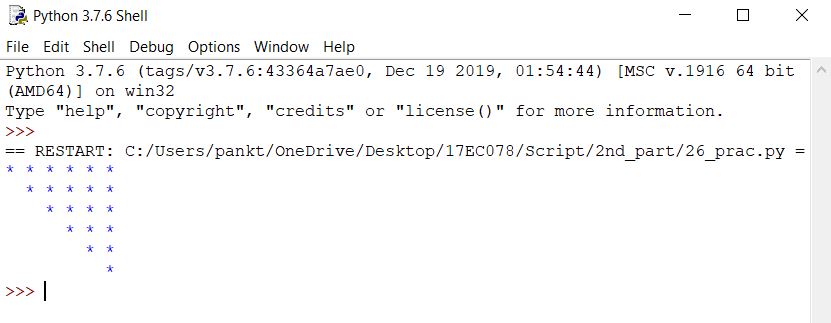 Python 3.7.6 Shell
File Edit Shell Debug Options Window Help
Python 3.7.6 (tags/v3.7.6:43364a7ae0, Dec 19 2019, 01:54:44) [MSC v.1916 64 bit
(AMD64)] on win32
Type "help", "copyright", "credits" or "license()" for more information.
>>>
== RESTART: C:/Users/pankt/OneDrive/Desktop/17EC078/Script/2nd_part/26_prac.py =
* * * * * *
  * * * * *
    * * * *
      * * *
        * *
          *
>>>